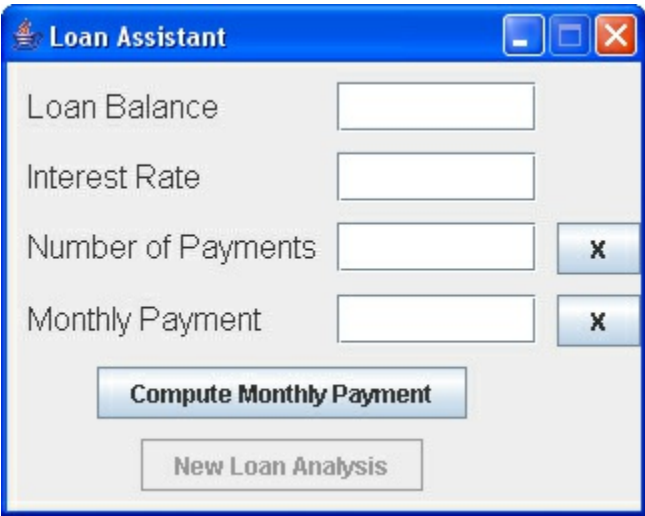 Loan Assistant
Loan Balance
Interest Rate
Number of Payments X
Monthly Payment X
Compute Monthly Payment
New Loan Analysis